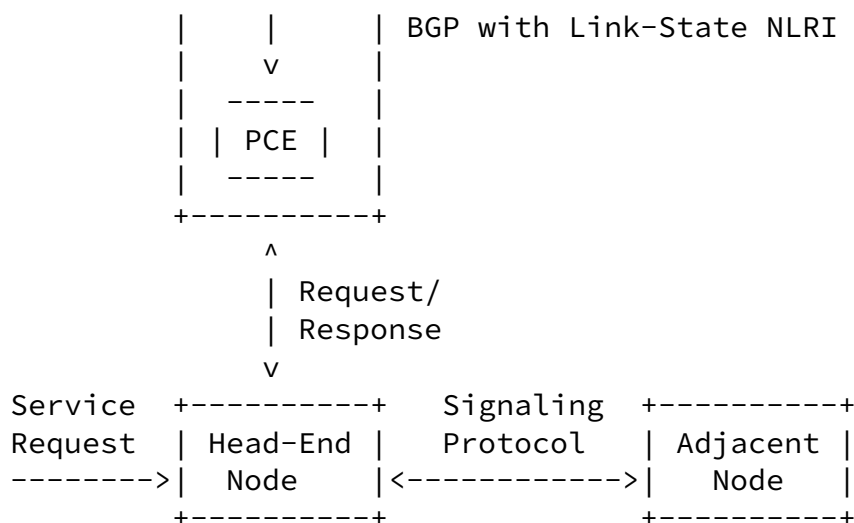 BGP with Link-State NLRI
PCE
Request/
Response
Service Signaling
Request Head-End Protocol Adjacent
Node Node